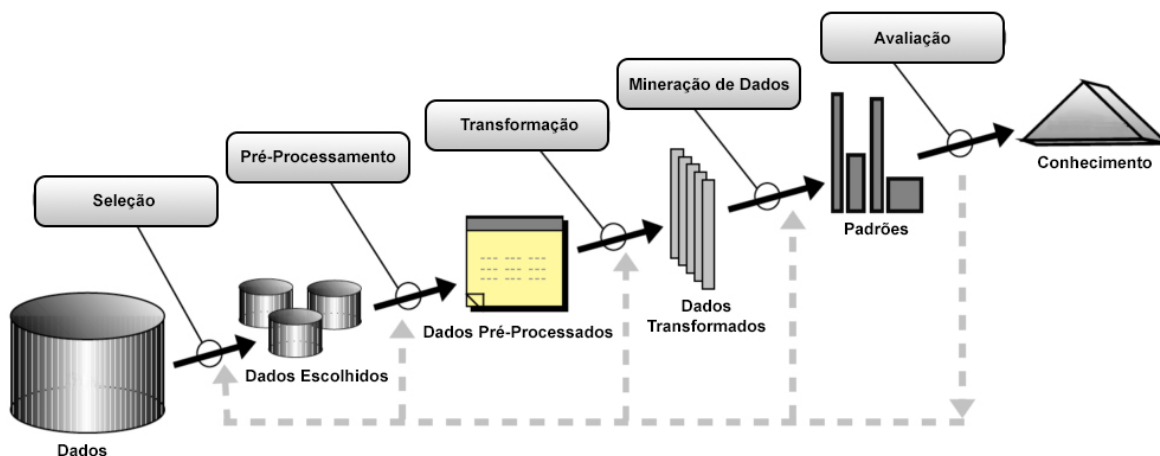 Avaliação
Mineração de Dados
Transformação
Pré-Processamento
Seleção
Conhecimento
Padrões
Dados
Transformados
Dados Pré-Processados
Dados Escolhidos
Dados